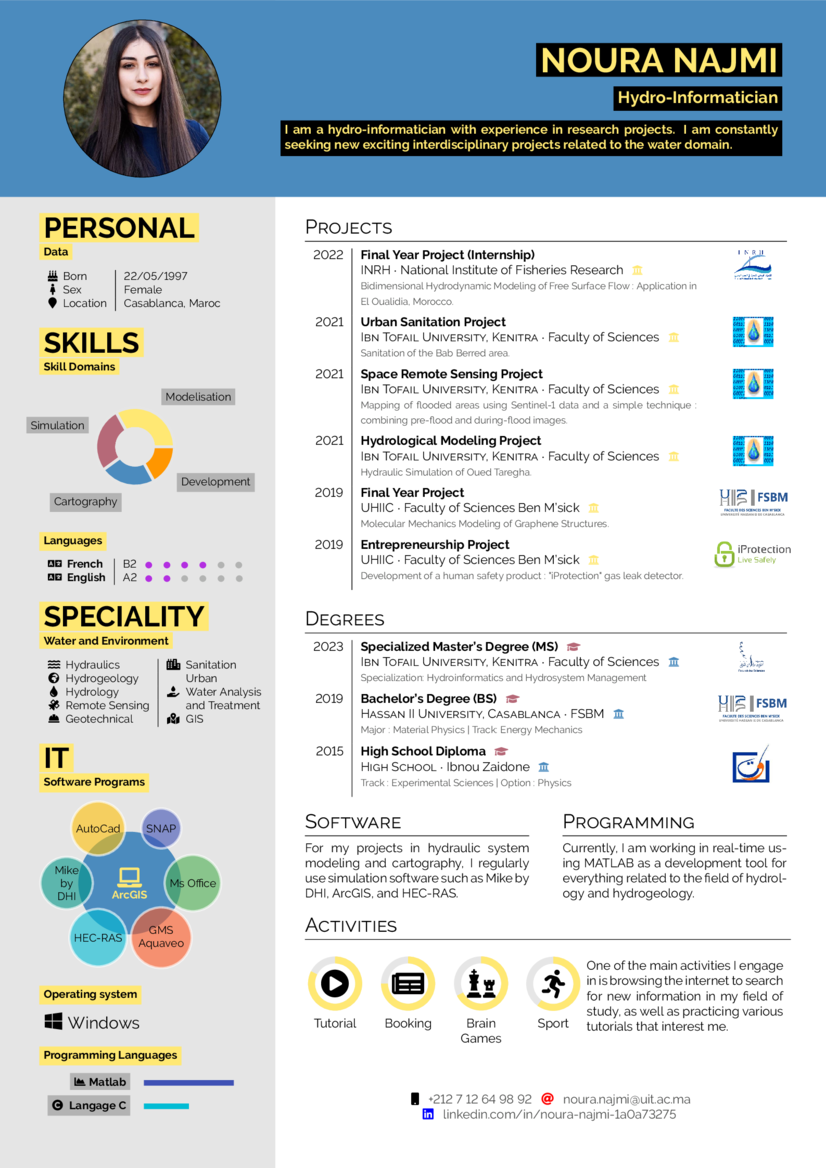 NOURA NAJMI
Hydro-Informatician
I am a hydro-informatician with experience in research projects. I am constantly
seeking new exciting interdisciplinary projects related to the water domain.
PERSONAL
Data
Born 22/05/1997
Sex Female
Location Casablanca, Maroc
SKILLS
Skill Domains
Modelisation
Simulation
Development
Cartography
Languages
French B2
English A2
SPECIALITY
Water and Environment
Hydraulics
Hydrogeology
Hydrology
Remote Sensing
Geotechnical
Sanitation
Urban
Water Analysis
and Treatment
GIS
IT
Software Programs
AutoCad
SNAP
Mike
by
DHI
ArcGIS
Ms Office
HEC-RAS
GMS
Aquaveo
Operating system
Windows
Programming Languages
Matlab
Langage C
PROJECTS
2022 Final Year Project (Internship)
INRH · National Institute of Fisheries Research
Bidimensional Hydrodynamic Modeling of Free Surface Flow : Application in
El Oualidia, Morocco.
INRH
2021 Urban Sanitation Project
IBN TOFAIL UNIVERSITY, KENITRA · Faculty of Sciences
Sanitation of the Bab Berred area.
2021 Space Remote Sensing Project
IBN TOFAIL UNIVERSITY, KENITRA · Faculty of Sciences
Mapping of flooded areas using Sentinel-1 data and a simple technique :
combining pre-flood and during-flood images.
2021 Hydrological Modeling Project
IBN TOFAIL UNIVERSITY, KENITRA · Faculty of Sciences
Hydraulic Simulation of Oued Taregha.
2019 Final Year Project
UHIIC · Faculty of Sciences Ben M'sick
Molecular Mechanics Modeling of Graphene Structures.
FSBM
2019 Entrepreneurship Project
UHIIC · Faculty of Sciences Ben M'sick
Development of a human safety product : "iProtection" gas leak detector.
iProtection
Live Safely
DEGREES
2023 Specialized Master's Degree (MS)
IBN TOFAIL UNIVERSITY, KENITRA · Faculty of Sciences
Specialization: Hydroinformatics and Hydrosystem Management
2019 Bachelor's Degree (BS)
HASSAN II UNIVERSITY, CASABLANCA · FSBM
Major : Material Physics | Track: Energy Mechanics
FSBM
2015 High School Diploma
HIGH SCHOOL · Ibnou Zaidone
Track : Experimental Sciences | Option : Physics
SOFTWARE
For my projects in hydraulic system
modeling and cartography, I regularly
use simulation software such as Mike by
DHI, ArcGIS, and HEC-RAS.
PROGRAMMING
Currently, I am working in real-time us-
ing MATLAB as a development tool for
everything related to the field of hydrol-
ogy and hydrogeology.
ACTIVITIES
Tutorial
Booking
Brain
Games
Sport
One of the main activities I engage
in is browsing the internet to search
for new information in my field of
study, as well as practicing various
tutorials that interest me.
+212 7 12 64 98 92 noura.najmi@uit.ac.ma
linkedin.com/in/noura-najmi-1a0a73275